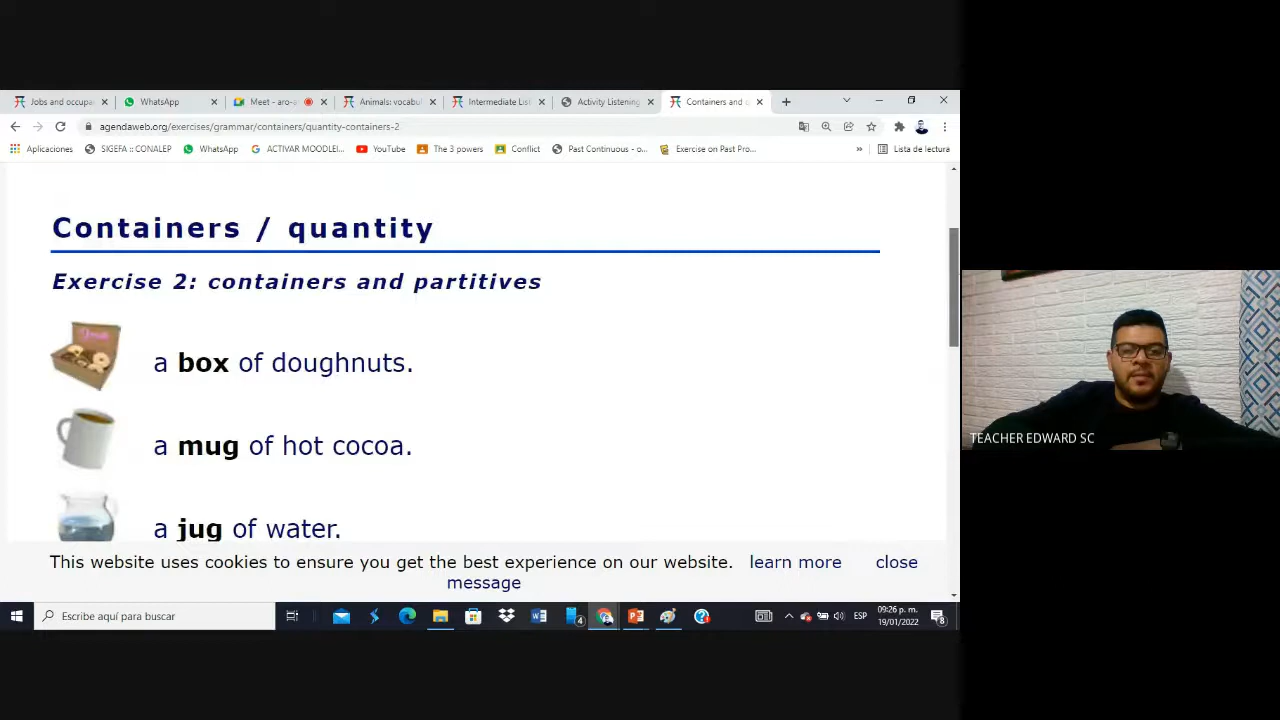 Jobs and occupa
WhatsApp
Meet - aro-a
Animals: vocabul
Intermediate List
Activity Listening
Containers and q
agendaweb.org/exercises/grammar/containers/quantity-containers-2
Aplicaciones
SIGEFA :: CONALEP
WhatsApp
ACTIVAR MOODLEI...
YouTube
The 3 powers
Conflict
Past Continuous - o...
Exercise on Past Pro...
»
Lista de lectura
Containers / quantity
Exercise 2: containers and partitives
a box of doughnuts.
a mug of hot cocoa.
a jug of water.
This website uses cookies to ensure you get the best experience on our website. learn more close
message
TEACHER EDWARD SC
Escribe aquí para buscar
4
ESP
09:26 p. m.
19/01/2022
8